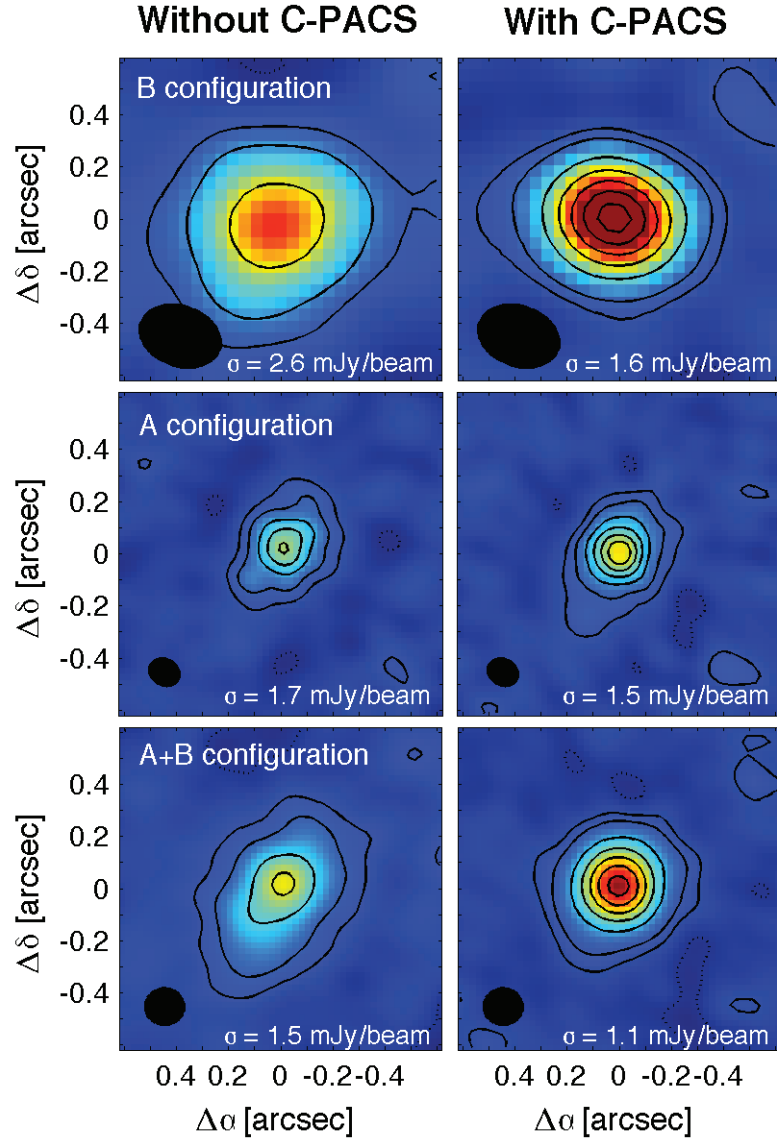 Without C-PACS With C-PACS
B configuration
0.4
0.2
0
-0.2
-0.4
Δδ [arcsec]
σ = 2.6 mJy/beam
σ = 1.6 mJy/beam
A configuration
0.4
0.2
0
-0.2
-0.4
Δδ [arcsec]
σ = 1.7 mJy/beam
σ = 1.5 mJy/beam
A+B configuration
0.4
0.2
0
-0.2
-0.4
Δδ [arcsec]
σ = 1.5 mJy/beam
σ = 1.1 mJy/beam
0.4 0.2 0 -0.2 -0.4
0.4 0.2 0 -0.2 -0.4
Δα [arcsec]
Δα [arcsec]